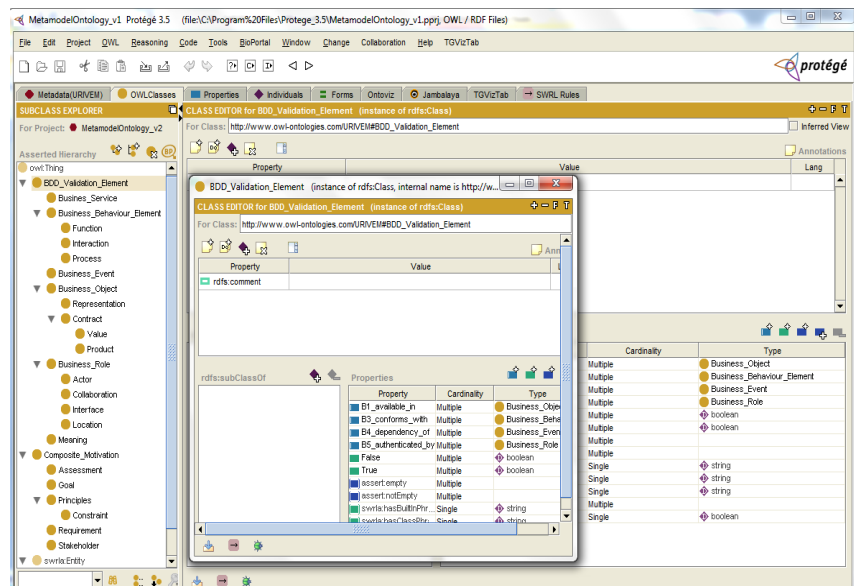 MetamodelOntology_v1 Protégé 3.5 (file:\C:\Program%20Files\Protege_3.5\MetamodelOntology_v1.pprj, OWL / RDF Files)
File Edit Project OWL Reasoning Code Tools BioPortal Window Change Collaboration Help TGVizTab
protégé
Metadata(URIVEM) OWLClasses Properties Individuals Forms Ontoviz Jambalaya TGVizTab SWRL Rules
SUBCLASS EXPLORER
CLASS EDITOR for BDD_Validation_Element (instance of rdfs:Class)
For Project: MetamodelOntology_v2
For Class: http://www.owl-ontologies.com/URIVEM#BDD_Validation_Element
Inferred View
Asserted Hierarchy
Annotations
Property Value Lang
owl:Thing
BDD_Validation_Element
Busines_Service
Business_Behaviour_Element
Function
Interaction
Process
Business_Event
Business_Object
Representation
Contract
Value
Product
Business_Role
Actor
Collaboration
Interface
Location
Meaning
Composite_Motivation
Assessment
Goal
Principles
Constraint
Requirement
Stakeholder
swrla:Entity
BDD_Validation_Element (instance of rdfs:Class, internal name is http://w...
CLASS EDITOR for BDD_Validation_Element (instance of rdfs:Class)
For Class: http://www.owl-ontologies.com/URIVEM#BDD_Validation_Element
Property Value
rdfs:comment
rdfs:subClassOf
Properties
Property Cardinality Type
B1_available_in Multiple
B3_conforms_with Multiple
B4_dependency_of Multiple
B5_authenticated_by Multiple Business_Role
False Multiple boolean
True Multiple boolean
assert:empty Multiple
assert:notEmpty Multiple
swrla:hasBuiltInPhr... Single string
Single string
Cardinality Type
Multiple Business_Object
Multiple Business_Behaviour_Element
Multiple Business_Event
Multiple Business_Role
Multiple boolean
Multiple boolean
Multiple
Multiple
Single string
Single string
Single string
Multiple
Single boolean